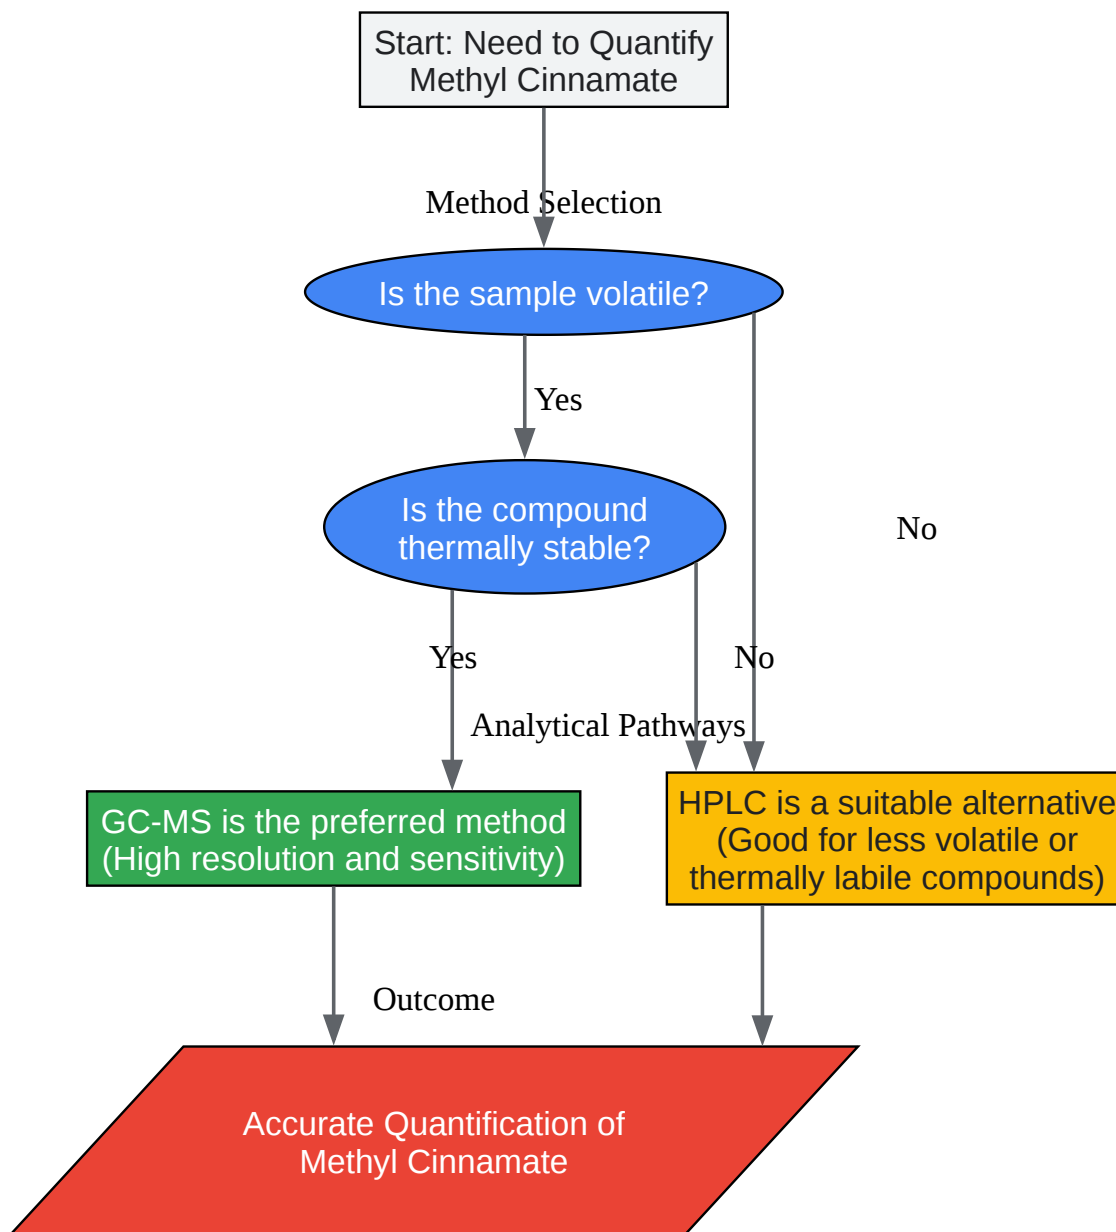 Start: Need to Quantify
Methyl Cinnamate
Method Selection
Is the sample volatile?
Yes
Is the compound
thermally stable?
No
Yes
No
Analytical Pathways
GC-MS is the preferred method
(High resolution and sensitivity)
HPLC is a suitable alternative
(Good for less volatile or
thermally labile compounds)
Outcome
Accurate Quantification of
Methyl Cinnamate